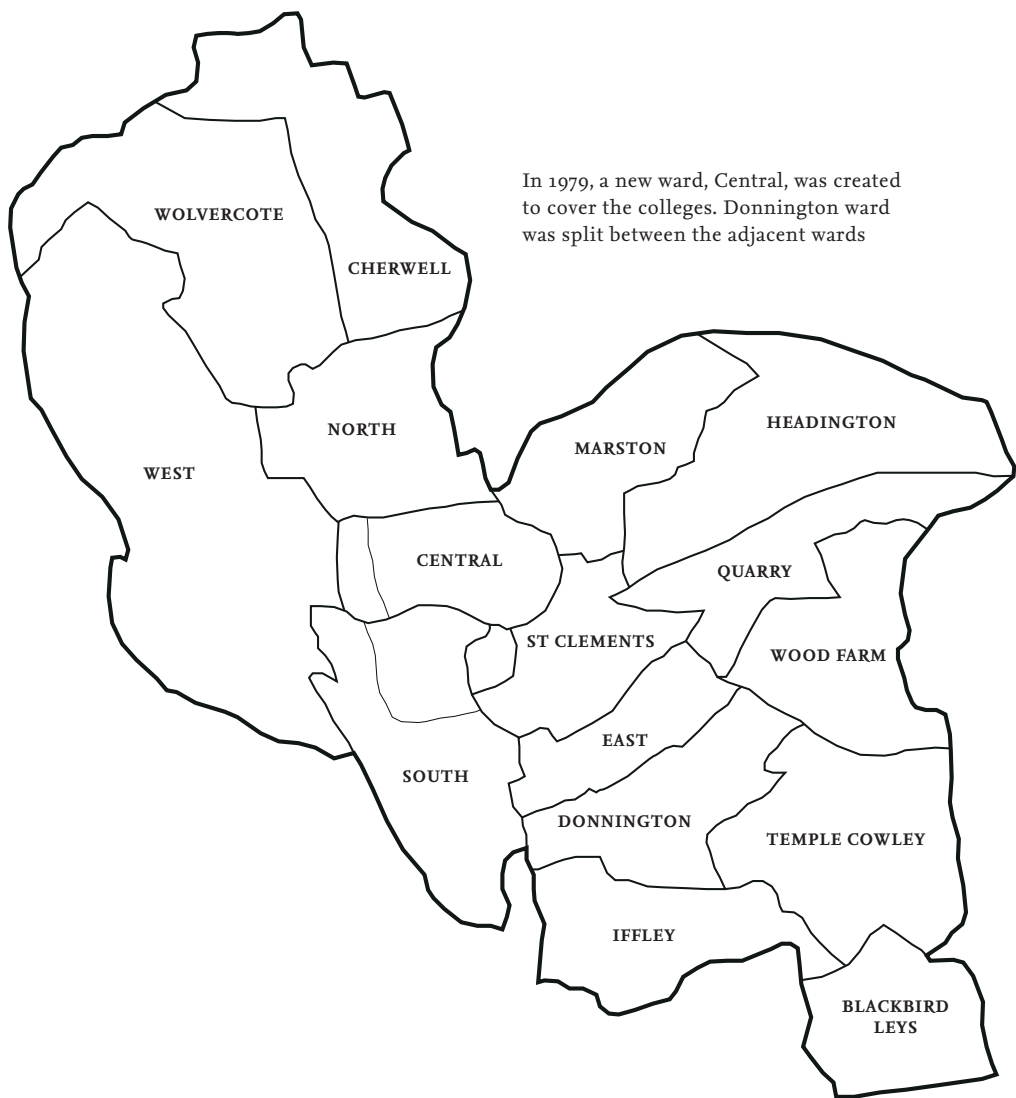 In 1979, a new ward, Central, was created
to cover the colleges. Donnington ward
was split between the adjacent wards
WOLVERCOTE
CHERWELL
NORTH
MARSTON
HEADINGTON
WEST
CENTRAL
QUARRY
ST CLEMENTS
WOOD FARM
EAST
SOUTH
DONNINGTON
TEMPLE COWLEY
IFFLEY
BLACKBIRD
LEYS